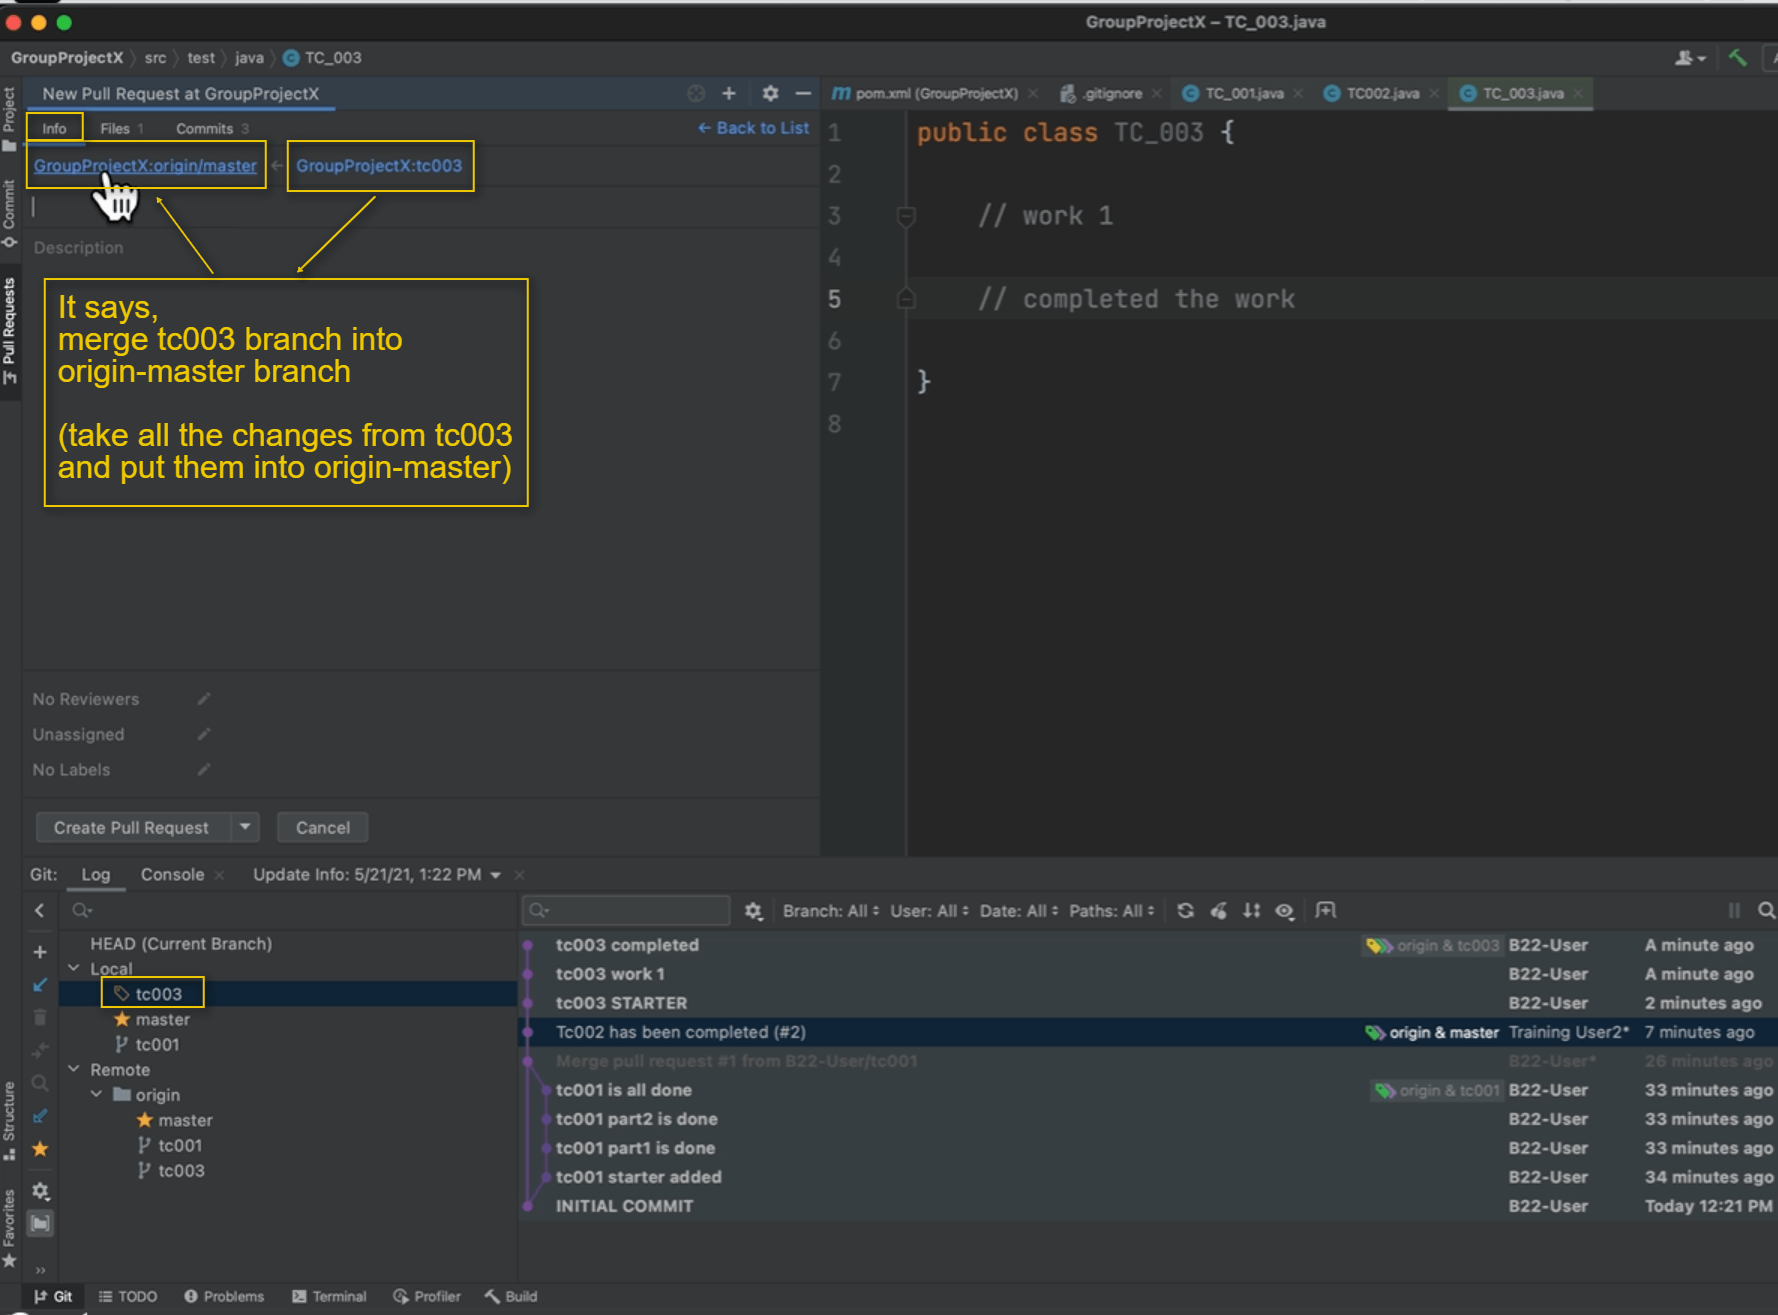 GroupProjectX – TC_003.java
GroupProjectX 〉 src 〉 test 〉 java 〉 TC_003
Project
Commit
Pull Requests
Structure
Favorites
New Pull Request at GroupProjectX
Info Files 1 Commits 3 ← Back to List
GroupProjectX:origin/master ← GroupProjectX:tc003
Description
It says,
merge tc003 branch into
origin-master branch
(take all the changes from tc003
and put them into origin-master)
No Reviewers
Unassigned
No Labels
Create Pull Request Cancel
pom.xml (GroupProjectX) .gitignore TC_001.java TC002.java TC_003.java
1 public class TC_003 {
2
3 // work 1
4
5 // completed the work
6
7 }
8
Git: Log Console Update Info: 5/21/21, 1:22 PM
Branch: All User: All Date: All Paths: All
HEAD (Current Branch)
Local
tc003
master
tc001
Remote
origin
master
tc001
tc003
tc003 completed origin & tc003 B22-User A minute ago
tc003 work 1 B22-User A minute ago
tc003 STARTER B22-User 2 minutes ago
Tc002 has been completed (#2) origin & master Training User2* 7 minutes ago
Merge pull request #1 from B22-User/tc001 B22-User* 26 minutes ago
tc001 is all done origin & tc001 B22-User 33 minutes ago
tc001 part2 is done B22-User 33 minutes ago
tc001 part1 is done B22-User 33 minutes ago
tc001 starter added B22-User 34 minutes ago
INITIAL COMMIT B22-User Today 12:21 PM
Git TODO Problems Terminal Profiler Build